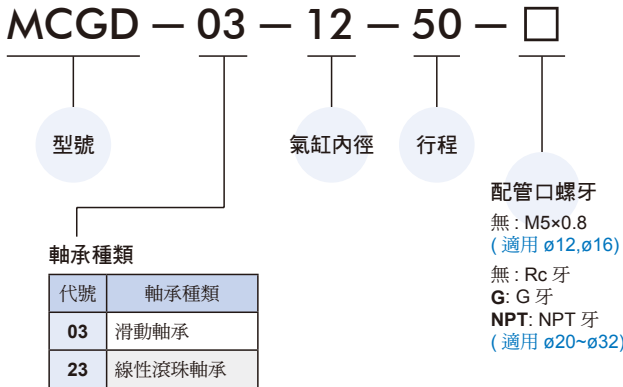 MCGD — 03 — 12 — 50 — □
型號
氣缸內徑
行程
配管口螺牙
無 : M5×0.8
( 適用 ø12,ø16)
無 : Rc 牙
G: G 牙
NPT: NPT 牙
( 適用 ø20~ø32)
軸承種類
代號 軸承種類
03 滑動軸承
23 線性滾珠軸承